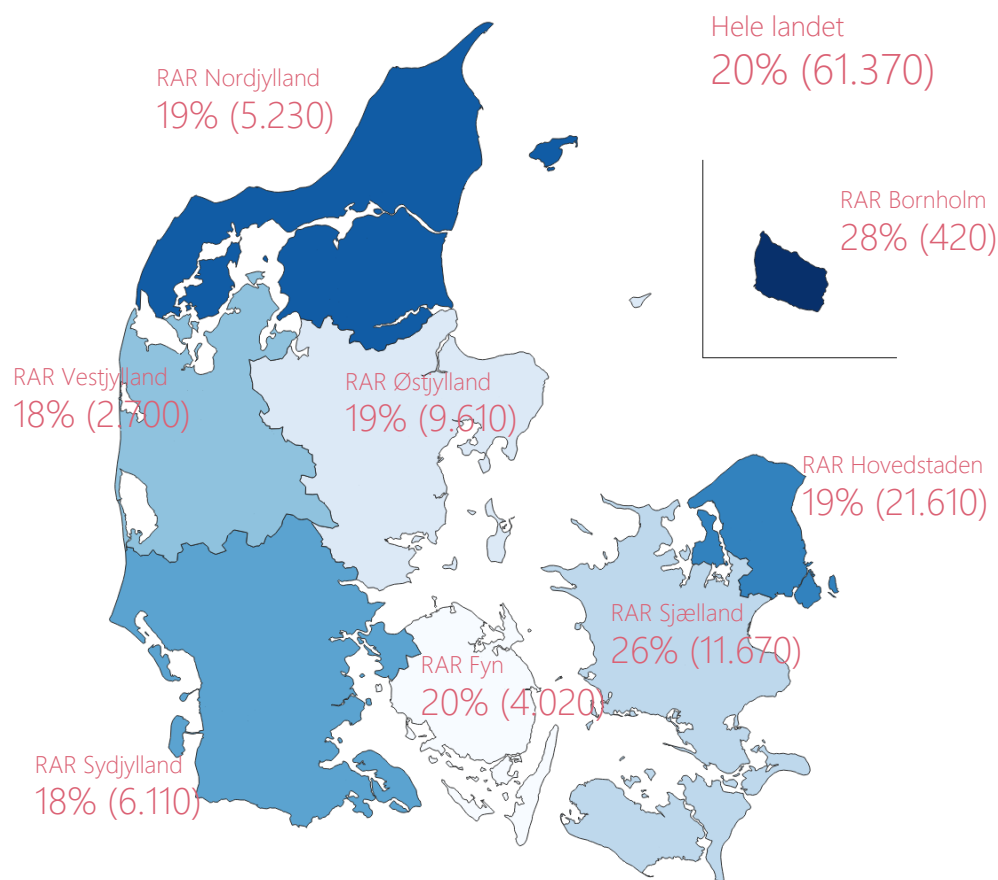 Hele landet
20% (61.370)
RAR Nordjylland
19% (5.230)
RAR Bornholm
28% (420)
RAR Vestjylland
18% (2.700)
RAR Østjylland
19% (9.610)
RAR Hovedstaden
19% (21.610)
RAR Sjælland
26% (11.670)
RAR Fyn
20% (4.020)
RAR Sydjylland
18% (6.110)